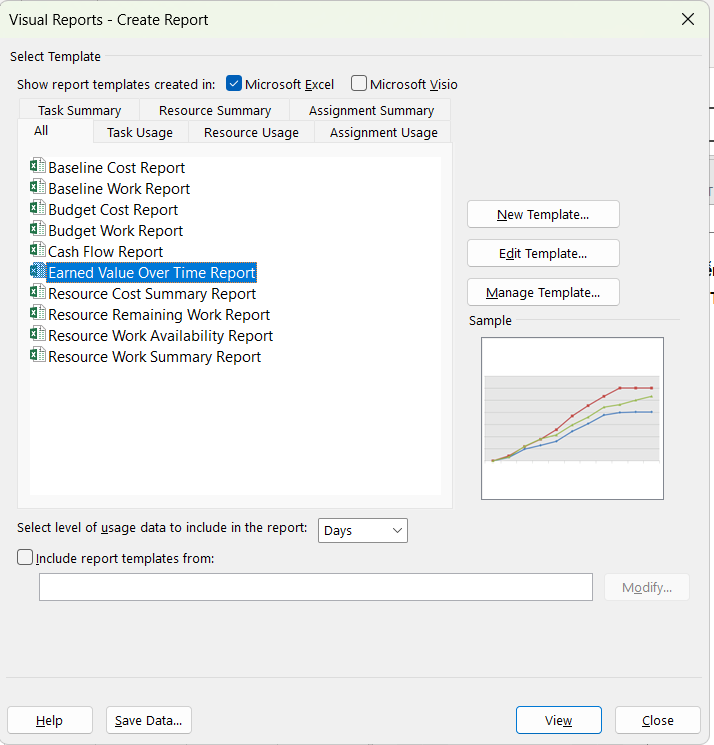 Visual Reports - Create Report
Select Template
Show report templates created in: Microsoft Excel Microsoft Visio
Task Summary Resource Summary Assignment Summary
All Task Usage Resource Usage Assignment Usage
Baseline Cost Report
Baseline Work Report
Budget Cost Report
Budget Work Report
Cash Flow Report
Earned Value Over Time Report
Resource Cost Summary Report
Resource Remaining Work Report
Resource Work Availability Report
Resource Work Summary Report
New Template...
Edit Template...
Manage Template...
Sample
Select level of usage data to include in the report: Days
Include report templates from:
Modify...
Help Save Data... View Close